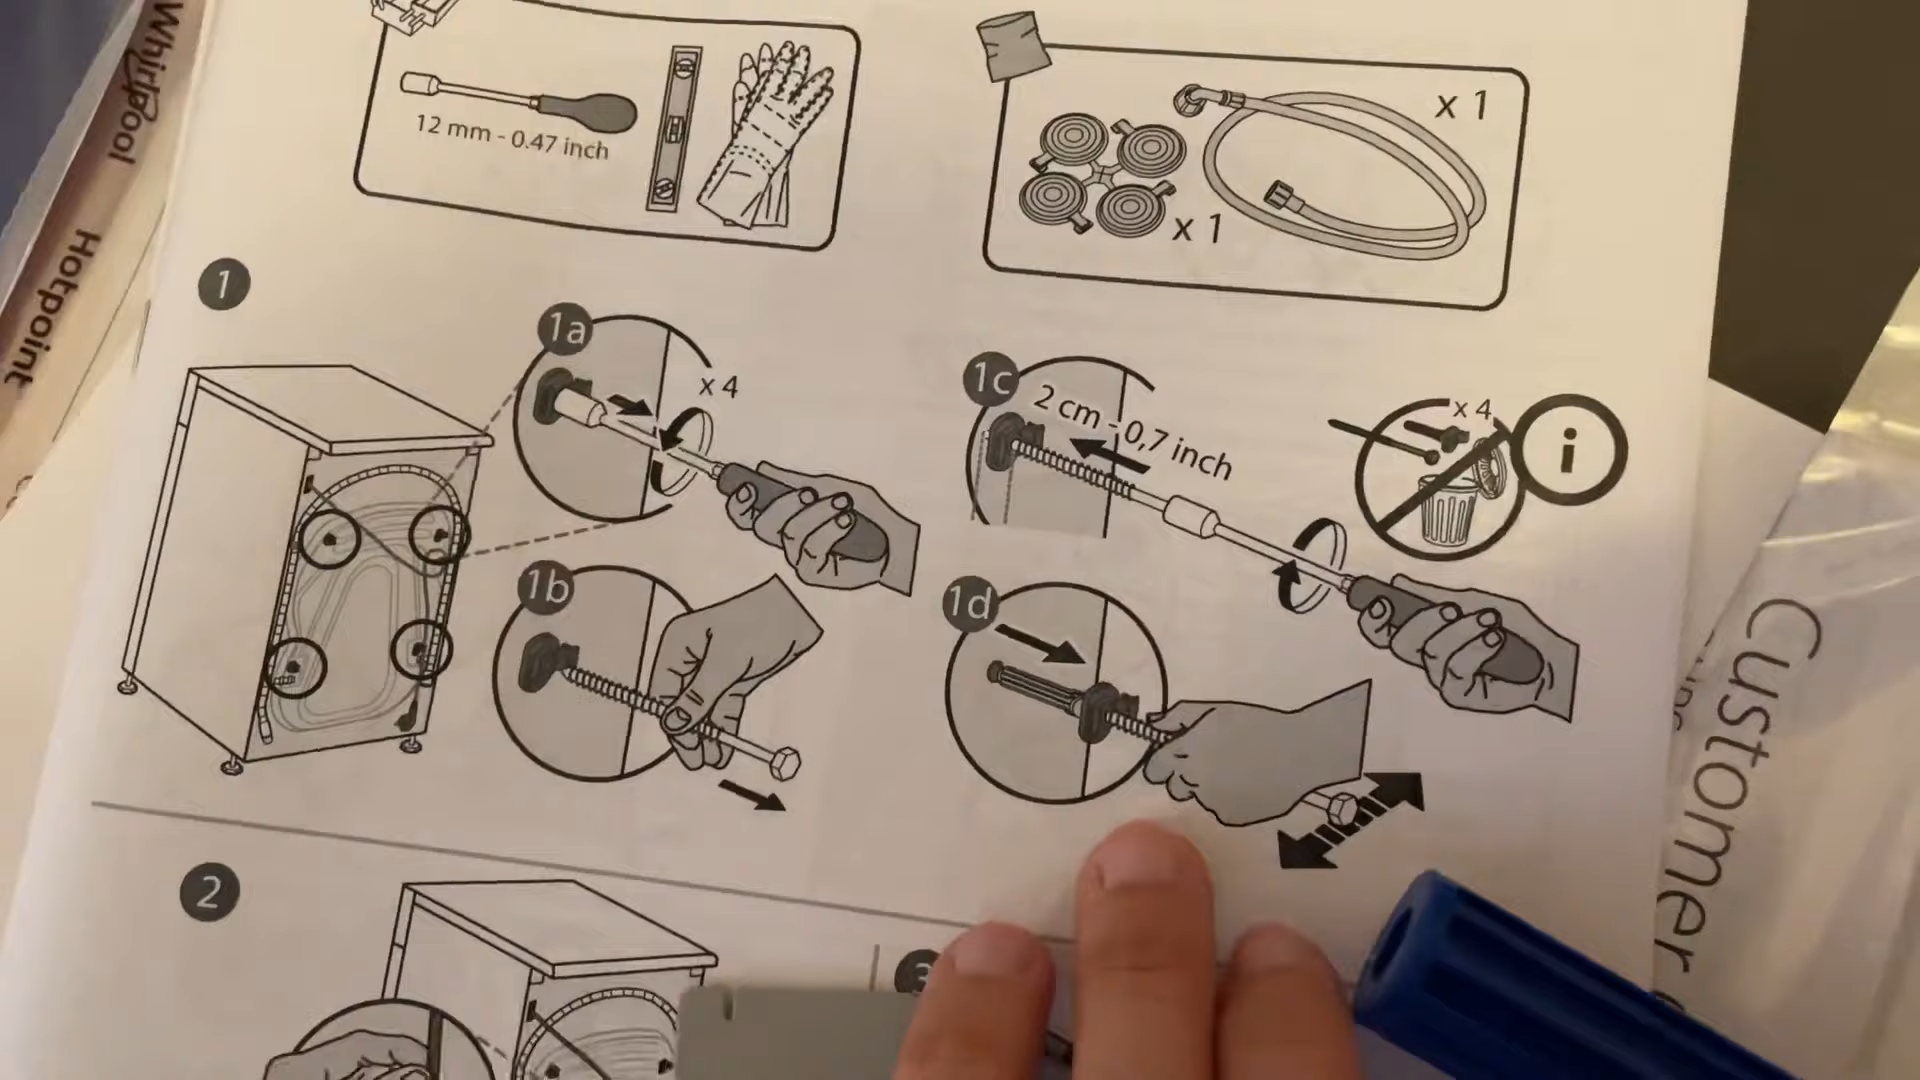 Whirlpool
Hotpoint
12 mm - 0.47 inch
x 1
x 1
1
1a
x 4
1b
1c
2 cm - 0,7 inch
x 4
i
1d
2
3
Customer